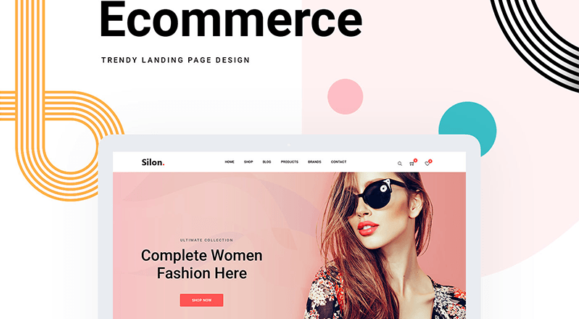 Ecommerce
TRENDY LANDING PAGE DESIGN
Silon.
HOME SHOP BLOG PRODUCTS BRANDS CONTACT
ULTIMATE COLLECTION
Complete Women
Fashion Here
SHOP NOW